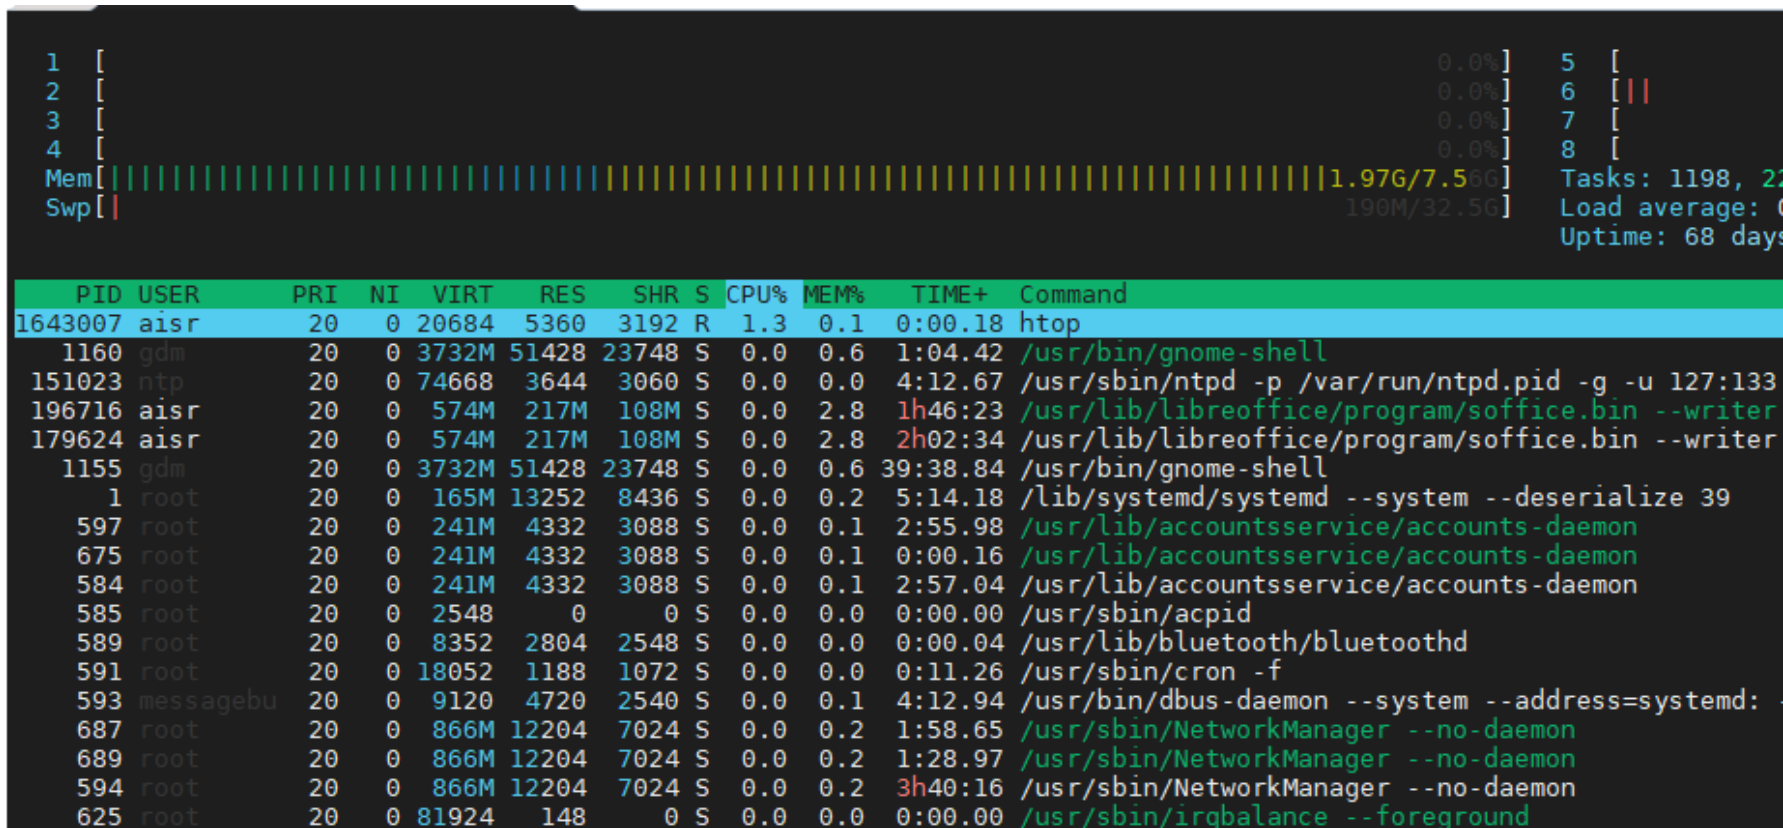 1 [ 0.0%] 5 [
2 [ 0.0%] 6 [||
3 [ 0.0%] 7 [
4 [ 0.0%] 8 [
Mem[||||||||||||||||||||||||||||||||||||||||||||||||||||||||||||||||||||||||||||||||1.97G/7.56G] Tasks: 1198, 22
Swp[| 190M/32.5G] Load average:
Uptime: 68 days
PID USER PRI NI VIRT RES SHR S CPU% MEM% TIME+ Command
1643007 aisr 20 0 20684 5360 3192 R 1.3 0.1 0:00.18 htop
1160 gdm 20 0 3732M 51428 23748 S 0.0 0.6 1:04.42 /usr/bin/gnome-shell
151023 ntp 20 0 74668 3644 3060 S 0.0 0.0 4:12.67 /usr/sbin/ntpd -p /var/run/ntpd.pid -g -u 127:133
196716 aisr 20 0 574M 217M 108M S 0.0 2.8 1h46:23 /usr/lib/libreoffice/program/soffice.bin --writer
179624 aisr 20 0 574M 217M 108M S 0.0 2.8 2h02:34 /usr/lib/libreoffice/program/soffice.bin --writer
1155 gdm 20 0 3732M 51428 23748 S 0.0 0.6 39:38.84 /usr/bin/gnome-shell
1 root 20 0 165M 13252 8436 S 0.0 0.2 5:14.18 /lib/systemd/systemd --system --deserialize 39
597 root 20 0 241M 4332 3088 S 0.0 0.1 2:55.98 /usr/lib/accountsservice/accounts-daemon
675 root 20 0 241M 4332 3088 S 0.0 0.1 0:00.16 /usr/lib/accountsservice/accounts-daemon
584 root 20 0 241M 4332 3088 S 0.0 0.1 2:57.04 /usr/lib/accountsservice/accounts-daemon
585 root 20 0 2548 0 0 S 0.0 0.0 0:00.00 /usr/sbin/acpid
589 root 20 0 8352 2804 2548 S 0.0 0.0 0:00.04 /usr/lib/bluetooth/bluetoothd
591 root 20 0 18052 1188 1072 S 0.0 0.0 0:11.26 /usr/sbin/cron -f
593 messagebu 20 0 9120 4720 2540 S 0.0 0.1 4:12.94 /usr/bin/dbus-daemon --system --address=systemd: -
687 root 20 0 866M 12204 7024 S 0.0 0.2 1:58.65 /usr/sbin/NetworkManager --no-daemon
689 root 20 0 866M 12204 7024 S 0.0 0.2 1:28.97 /usr/sbin/NetworkManager --no-daemon
594 root 20 0 866M 12204 7024 S 0.0 0.2 3h40:16 /usr/sbin/NetworkManager --no-daemon
625 root 20 0 81924 148 0 S 0.0 0.0 0:00.00 /usr/sbin/irqbalance --foreground